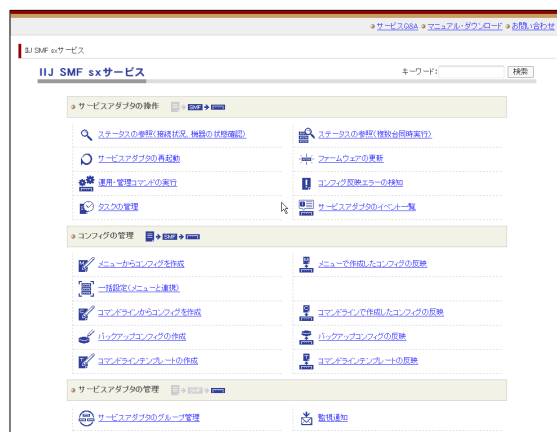 サービスQ&A マニュアル・ダウンロード お問い合わせ
IIJ SMF sxサービス
IIJ SMF sxサービス キーワード: 検索
サービスアダプタの操作 SMF
ステータスの参照(接続状況、機器の状態確認) ステータスの参照(複数台同時実行)
サービスアダプタの再起動 ファームウェアの更新
運用・管理コマンドの実行 コンフィグ反映エラーの検知
タスクの管理 サービスアダプタのイベント一覧
コンフィグの管理 SMF
メニューからコンフィグを作成 メニューで作成したコンフィグの反映
一括設定(メニューと連携)
コマンドラインからコンフィグを作成 コマンドラインで作成したコンフィグの反映
バックアップコンフィグの作成 バックアップコンフィグの反映
コマンドラインテンプレートの作成 コマンドラインテンプレートの反映
サービスアダプタの管理 SMF
サービスアダプタのグループ管理 監視通知